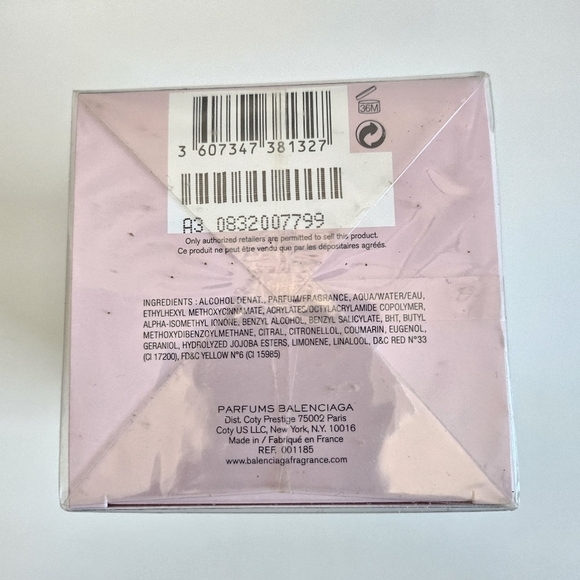 36M
3 607347 381327
A3 0832007799
Only authorized retailers are permitted to sell this product.
Ce produit ne peut être vendu que par les dépositaires agréés.
INGREDIENTS : ALCOHOL DENAT., PARFUM/FRAGRANCE, AQUA/WATER/EAU,
ETHYLHEXYL METHOXYCINNAMATE, ACRYLATES/OCTYLACRYLAMIDE COPOLYMER,
ALPHA-ISOMETHYL IONONE, BENZYL ALCOHOL, BENZYL SALICYLATE, BHT, BUTYL
METHOXYDIBENZOYLMETHANE, CITRAL, CITRONELLOL, COUMARIN, EUGENOL,
GERANIOL, HYDROLYZED JOJOBA ESTERS, LIMONENE, LINALOOL, D&C RED N°33
(CI 17200), FD&C YELLOW N°6 (CI 15985)
PARFUMS BALENCIAGA
Dist. Coty Prestige 75002 Paris
Coty US LLC, New York, N.Y. 10016
Made in / Fabriqué en France
REF. 001185
www.balenciagafragrance.com